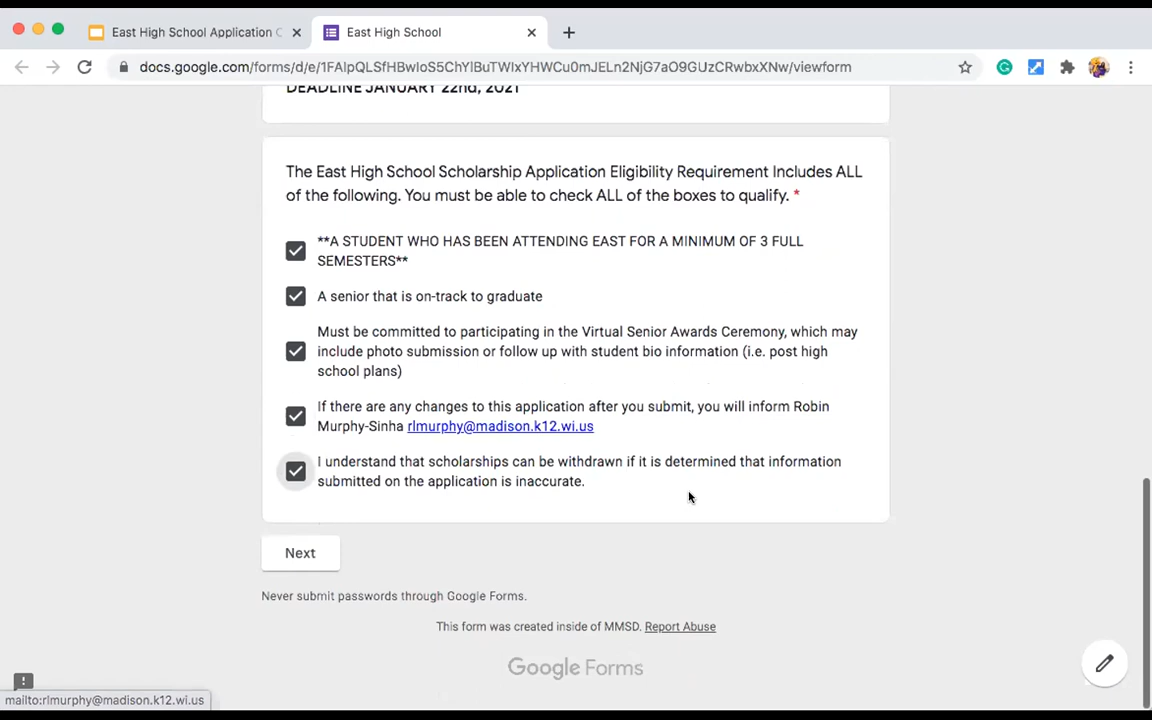 East High School Application C
East High School
docs.google.com/forms/d/e/1FAIpQLSfHBwIoS5ChYlBuTWIxYHWCu0mJELn2NjG7aO9GUzCRwbxXNw/viewform
DEADLINE JANUARY 22nd, 2021
The East High School Scholarship Application Eligibility Requirement Includes ALL
of the following. You must be able to check ALL of the boxes to qualify. *
**A STUDENT WHO HAS BEEN ATTENDING EAST FOR A MINIMUM OF 3 FULL
SEMESTERS**
A senior that is on-track to graduate
Must be committed to participating in the Virtual Senior Awards Ceremony, which may
include photo submission or follow up with student bio information (i.e. post high
school plans)
If there are any changes to this application after you submit, you will inform Robin
Murphy-Sinha rlmurphy@madison.k12.wi.us
I understand that scholarships can be withdrawn if it is determined that information
submitted on the application is inaccurate.
Next
Never submit passwords through Google Forms.
This form was created inside of MMSD. Report Abuse
Google Forms
mailto:rlmurphy@madison.k12.wi.us